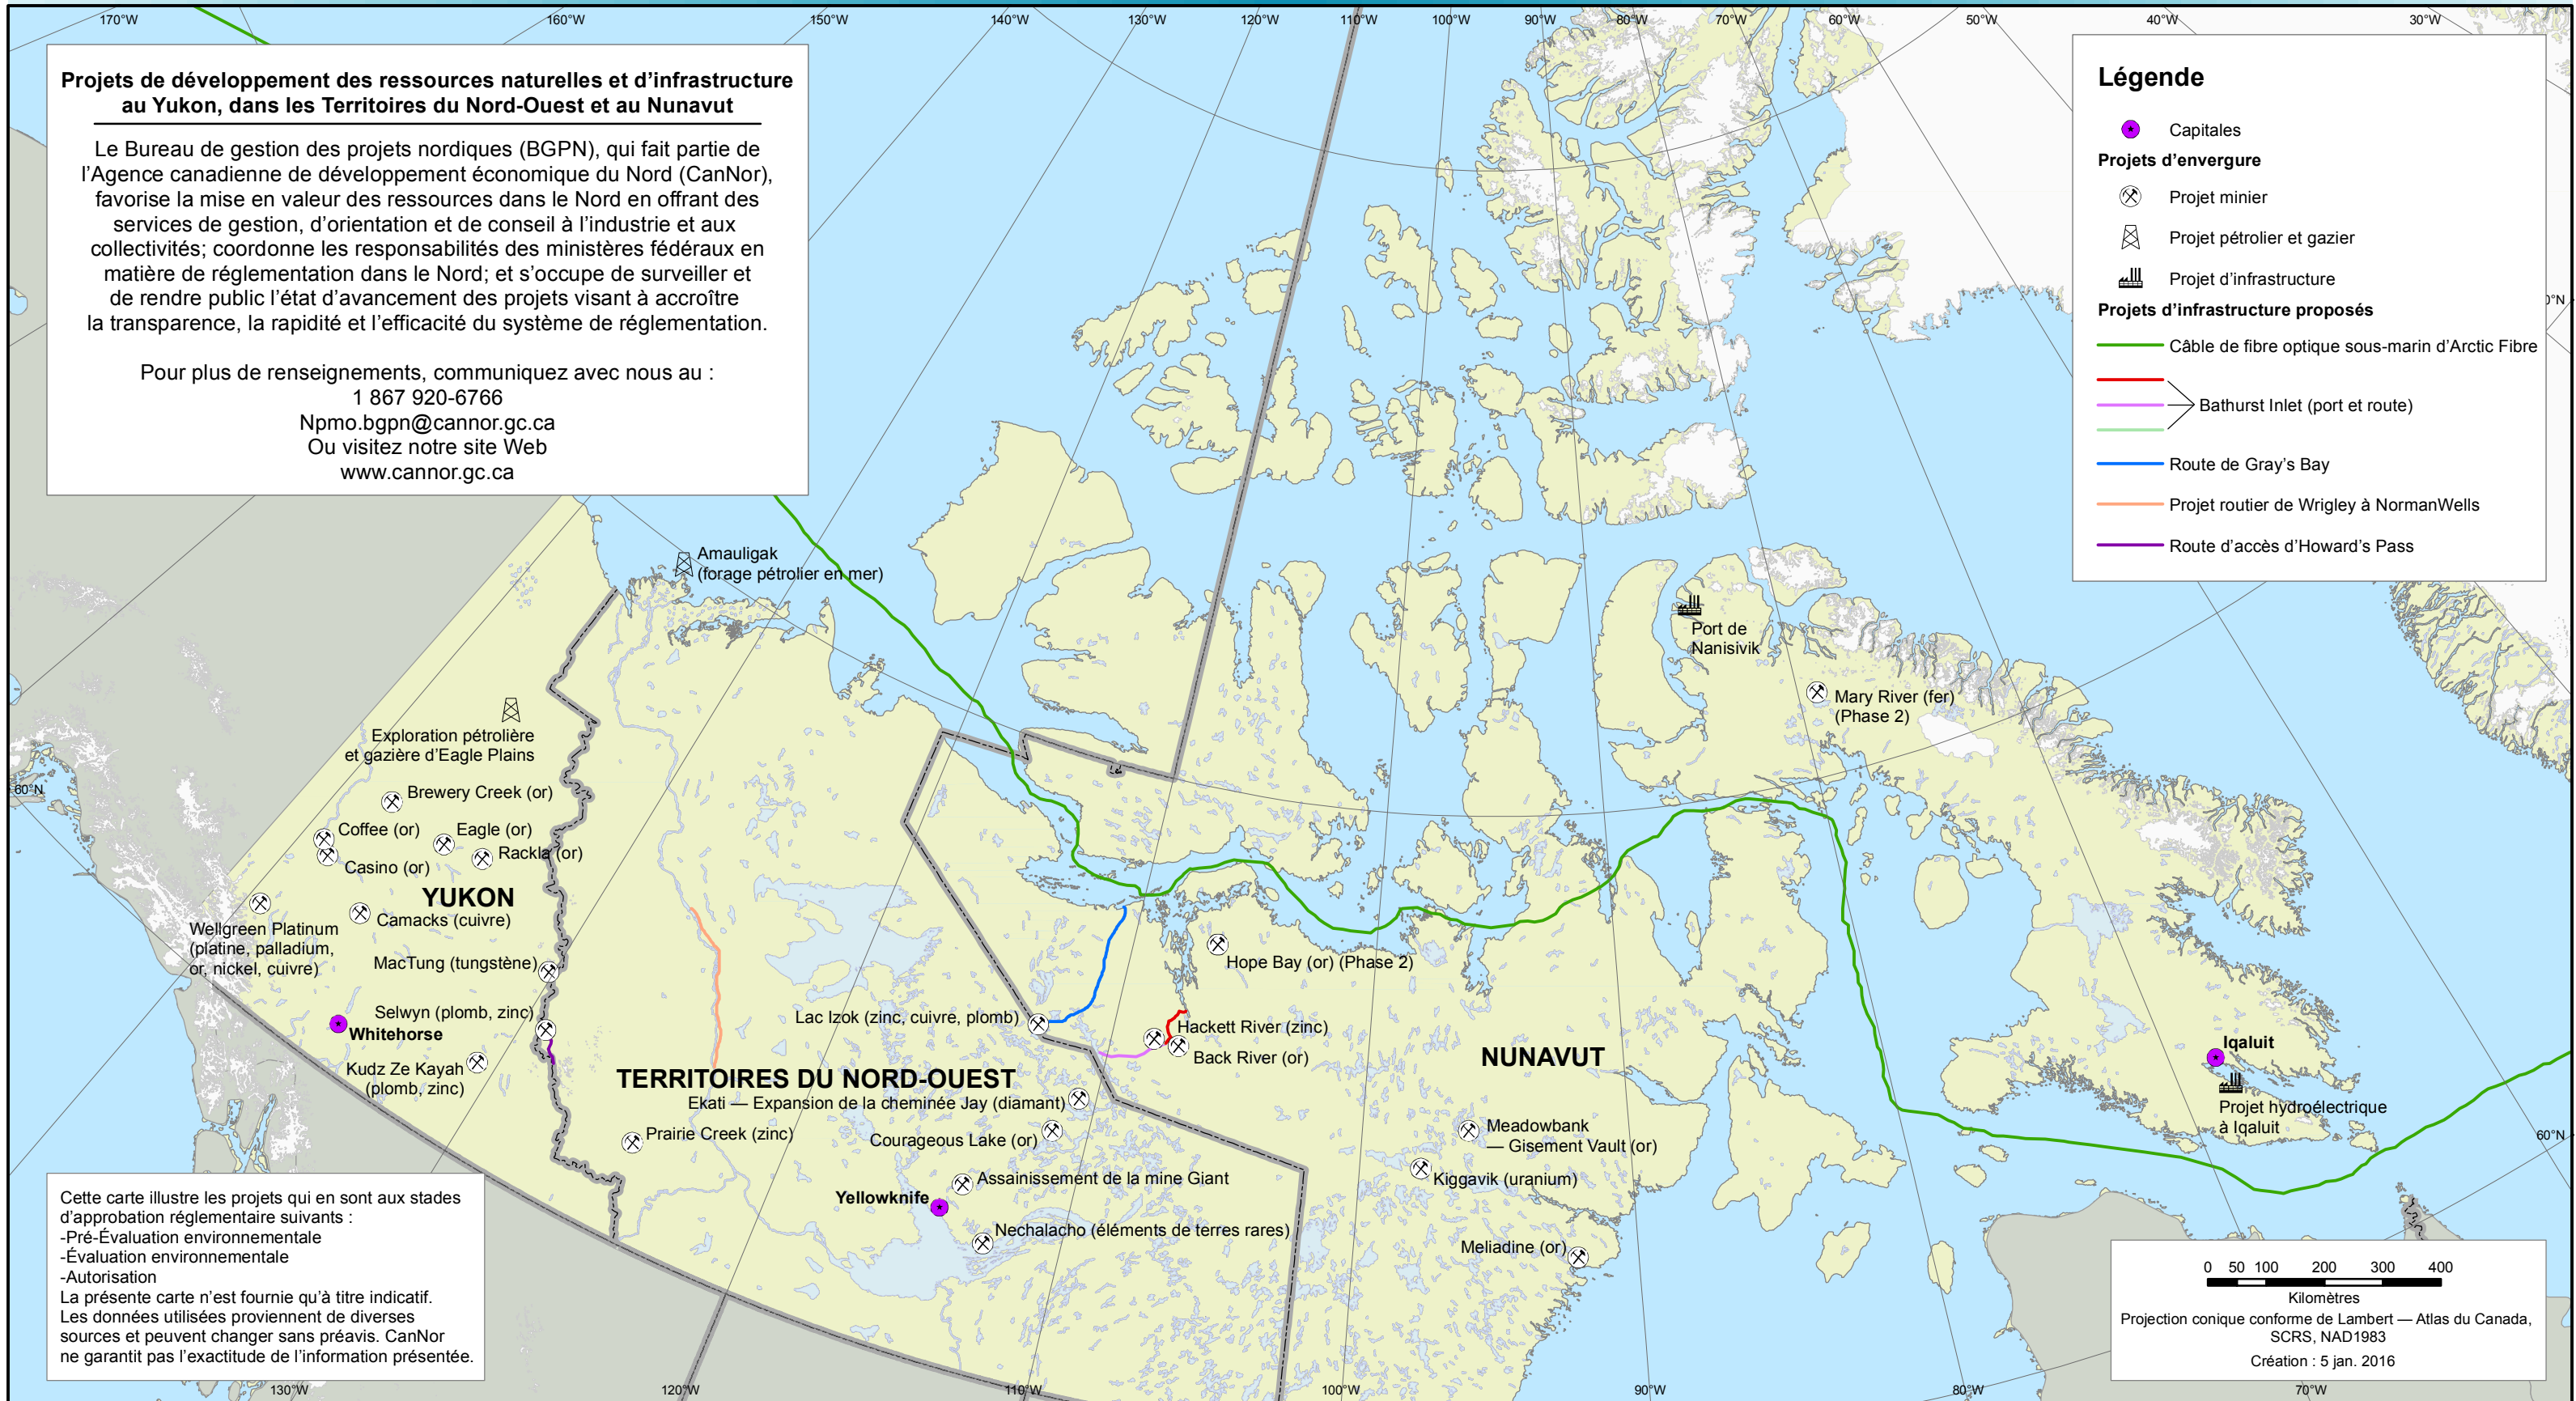 170°W
160°W
150°W
140°W
130°W
120°W
110°W
100°W
90°W
80°W
70°W
60°W
50°W
40°W
30°W
Projets de développement des ressources naturelles et d’infrastructure
au Yukon, dans les Territoires du Nord-Ouest et au Nunavut
Le Bureau de gestion des projets nordiques (BGPN), qui fait partie de
l’Agence canadienne de développement économique du Nord (CanNor),
favorise la mise en valeur des ressources dans le Nord en offrant des
services de gestion, d’orientation et de conseil à l’industrie et aux
collectivités; coordonne les responsabilités des ministères fédéraux en
matière de réglementation dans le Nord; et s’occupe de surveiller et
de rendre public l’état d’avancement des projets visant à accroître
la transparence, la rapidité et l’efficacité du système de réglementation.
Pour plus de renseignements, communiquez avec nous au :
1 867 920-6766
Npmo.bgpn@cannor.gc.ca
Ou visitez notre site Web
www.cannor.gc.ca
Légende
Capitales
Projets d’envergure
Projet minier
Projet pétrolier et gazier
Projet d’infrastructure
Projets d’infrastructure proposés
Câble de fibre optique sous-marin d’Arctic Fibre
Bathurst Inlet (port et route)
Route de Gray’s Bay
Projet routier de Wrigley à NormanWells
Route d’accès d’Howard’s Pass
0°N
Amauligak
(forage pétrolier en mer)
Port de
Nanisivik
Mary River (fer)
(Phase 2)
Exploration pétrolière
et gazière d’Eagle Plains
60°N
Brewery Creek (or)
Coffee (or)
Eagle (or)
Rackla (or)
Casino (or)
YUKON
Camacks (cuivre)
Wellgreen Platinum
(platine, palladium,
or, nickel, cuivre)
MacTung (tungstène)
Selwyn (plomb, zinc)
Whitehorse
Kudz Ze Kayah
(plomb, zinc)
Hope Bay (or) (Phase 2)
Lac Izok (zinc, cuivre, plomb)
Hackett River (zinc)
Back River (or)
NUNAVUT
TERRITOIRES DU NORD-OUEST
Ekati — Expansion de la cheminée Jay (diamant)
Prairie Creek (zinc)
Courageous Lake (or)
Assainissement de la mine Giant
Yellowknife
Nechalacho (éléments de terres rares)
Meadowbank
— Gisement Vault (or)
Kiggavik (uranium)
Meliadine (or)
Iqaluit
Projet hydroélectrique
à Iqaluit
60°N
Cette carte illustre les projets qui en sont aux stades
d’approbation réglementaire suivants :
-Pré-Évaluation environnementale
-Évaluation environnementale
-Autorisation
La présente carte n’est fournie qu’à titre indicatif.
Les données utilisées proviennent de diverses
sources et peuvent changer sans préavis. CanNor
ne garantit pas l’exactitude de l’information présentée.
0 50 100 200 300 400
Kilomètres
Projection conique conforme de Lambert — Atlas du Canada,
SCRS, NAD1983
Création : 5 jan. 2016
130°W
120°W
110°W
100°W
90°W
80°W
70°W